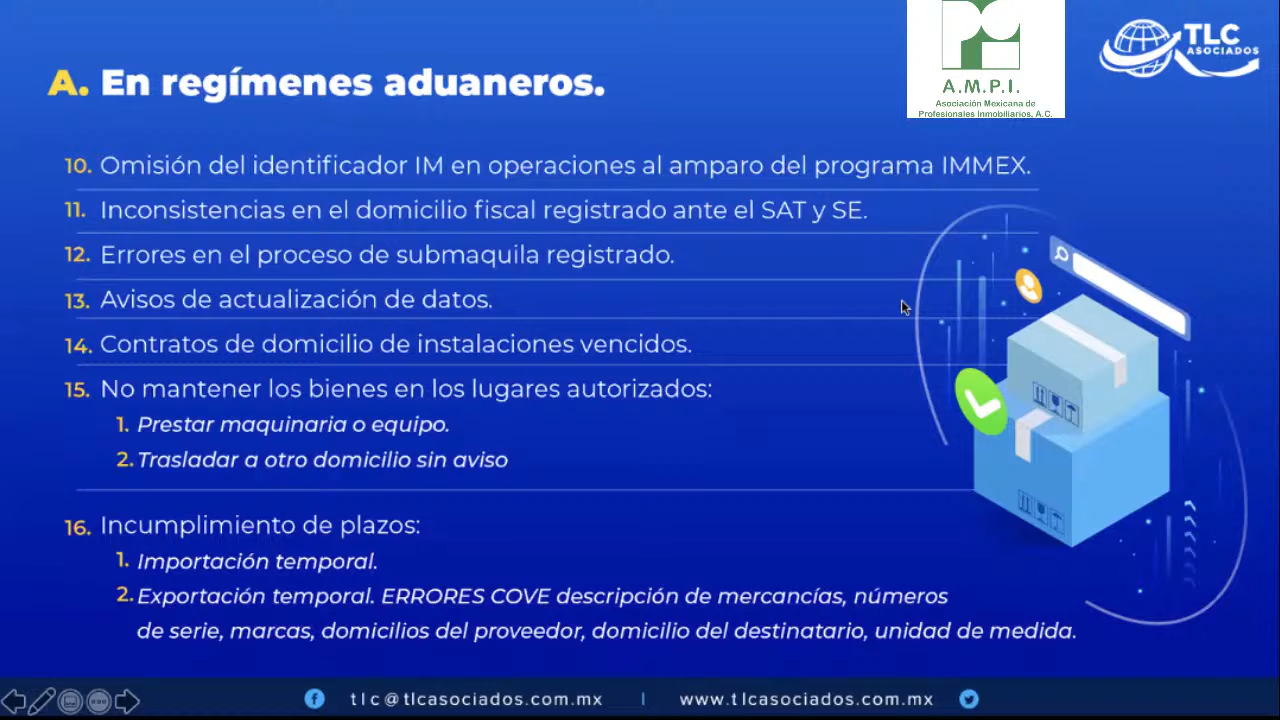 A.M.P.I.
Asociación Mexicana de
Profesionales Inmobiliarios, A.C.
TLC
ASOCIADOS
A. En regímenes aduaneros.
10. Omisión del identificador IM en operaciones al amparo del programa IMMEX.
11. Inconsistencias en el domicilio fiscal registrado ante el SAT y SE.
12. Errores en el proceso de submaquila registrado.
13. Avisos de actualización de datos.
14. Contratos de domicilio de instalaciones vencidos.
15. No mantener los bienes en los lugares autorizados:
1. Prestar maquinaria o equipo.
2. Trasladar a otro domicilio sin aviso
16. Incumplimiento de plazos:
1. Importación temporal.
2. Exportación temporal. ERRORES COVE descripción de mercancías, números
de serie, marcas, domicilios del proveedor, domicilio del destinatario, unidad de medida.
tlc@tlcasociados.com.mx | www.tlcasociados.com.mx